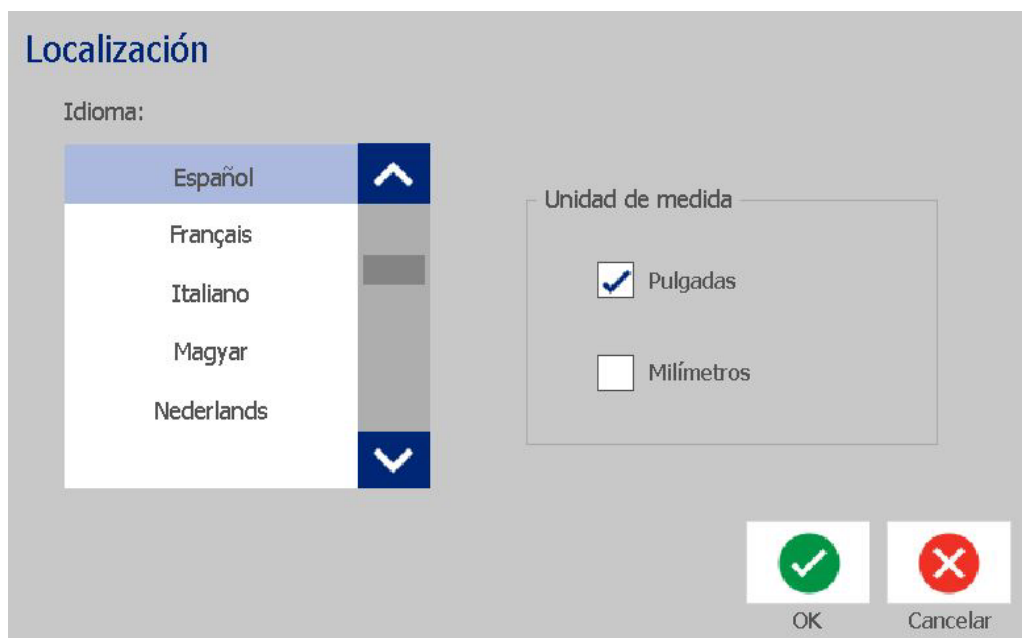 Localización
Idioma:
Español
Français
Italiano
Magyar
Nederlands
Unidad de medida
Pulgadas
Milímetros
OK
Cancelar